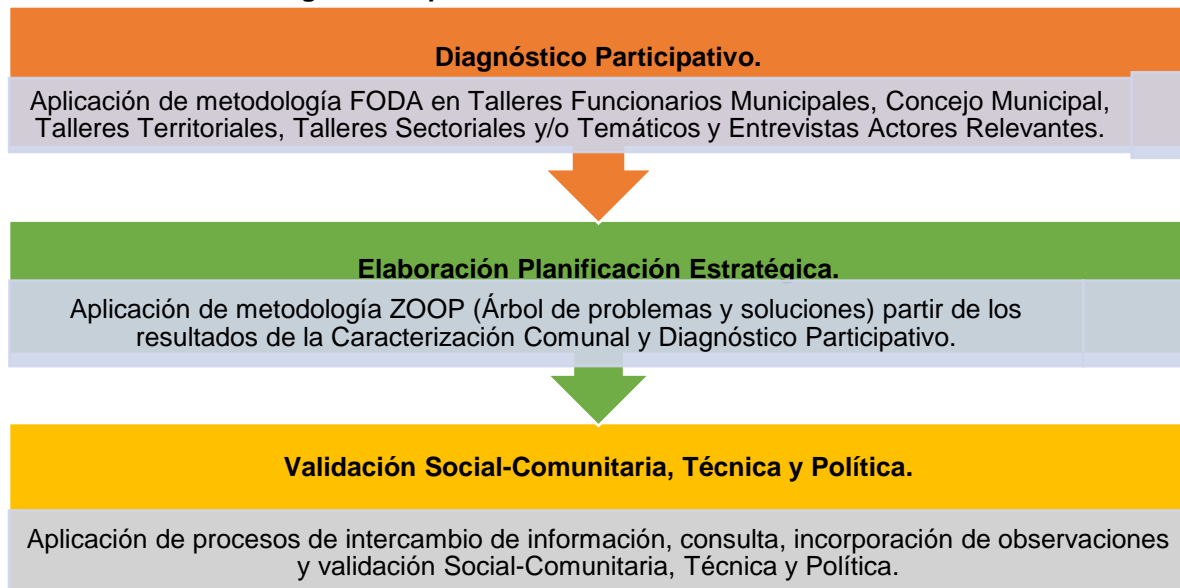 Diagnóstico Participativo.
Aplicación de metodología FODA en Talleres Funcionarios Municipales, Concejo Municipal,
Talleres Territoriales, Talleres Sectoriales y/o Temáticos y Entrevistas Actores Relevantes.
Elaboración Planificación Estratégica.
Aplicación de metodología ZOOP (Árbol de problemas y soluciones) partir de los
resultados de la Caracterización Comunal y Diagnóstico Participativo.
Validación Social-Comunitaria, Técnica y Política.
Aplicación de procesos de intercambio de información, consulta, incorporación de observaciones
y validación Social-Comunitaria, Técnica y Política.